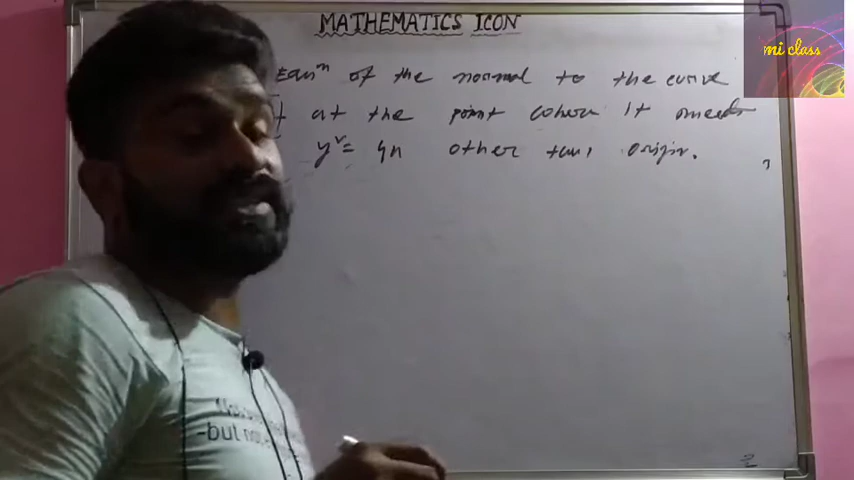 MATHEMATICS ICON
mi class
Eqn of the normal to the curve
at the point where it meets
y²= 4x other than origin.